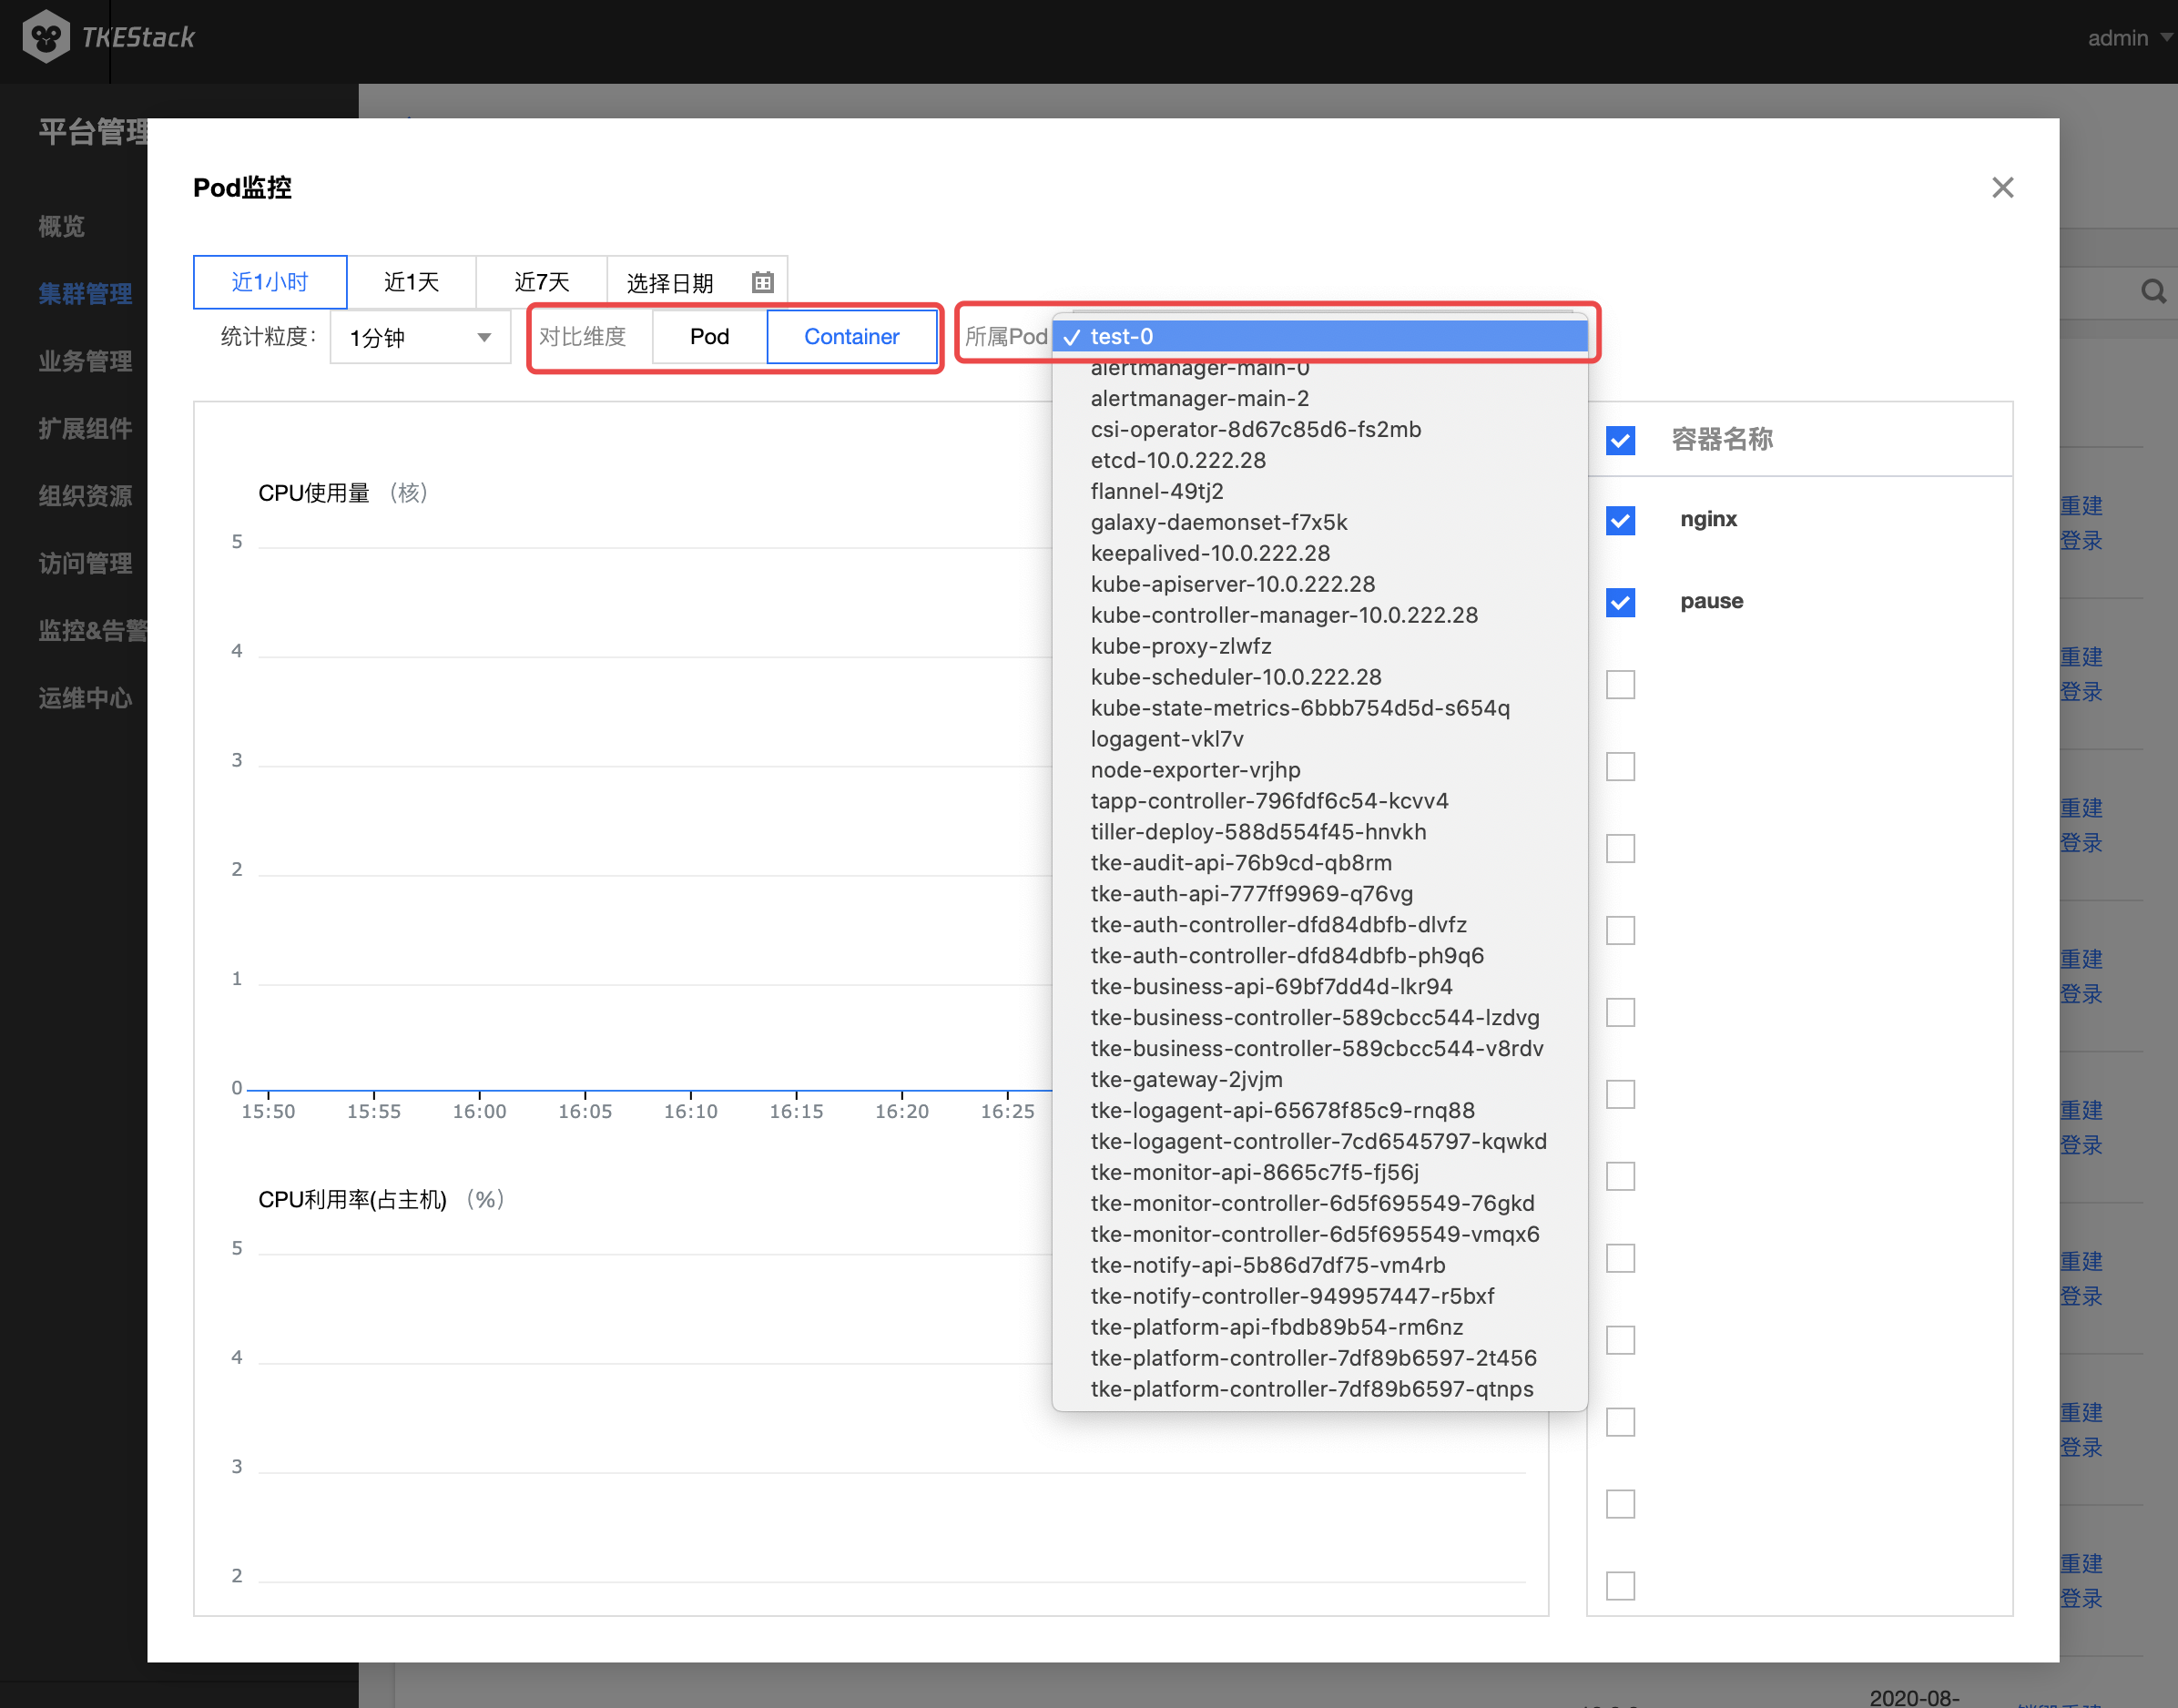 TKEStack
admin
平台管理
概览
集群管理
业务管理
扩展组件
组织资源
访问管理
监控&告警
运维中心
Pod监控
近1小时 近1天 近7天 选择日期
统计粒度: 1分钟 对比维度 Pod Container 所属Pod ✓ test-0
alertmanager-main-0
alertmanager-main-2
csi-operator-8d67c85d6-fs2mb
etcd-10.0.222.28
flannel-49tj2
galaxy-daemonset-f7x5k
keepalived-10.0.222.28
kube-apiserver-10.0.222.28
kube-controller-manager-10.0.222.28
kube-proxy-zlwfz
kube-scheduler-10.0.222.28
kube-state-metrics-6bbb754d5d-s654q
logagent-vkl7v
node-exporter-vrjhp
tapp-controller-796fdf6c54-kcvv4
tiller-deploy-588d554f45-hnvkh
tke-audit-api-76b9cd-qb8rm
tke-auth-api-777ff9969-q76vg
tke-auth-controller-dfd84dbfb-dlvfz
tke-auth-controller-dfd84dbfb-ph9q6
tke-business-api-69bf7dd4d-lkr94
tke-business-controller-589cbcc544-lzdvg
tke-business-controller-589cbcc544-v8rdv
tke-gateway-2jvjm
tke-logagent-api-65678f85c9-rnq88
tke-logagent-controller-7cd6545797-kqwkd
tke-monitor-api-8665c7f5-fj56j
tke-monitor-controller-6d5f695549-76gkd
tke-monitor-controller-6d5f695549-vmqx6
tke-notify-api-5b86d7df75-vm4rb
tke-notify-controller-949957447-r5bxf
tke-platform-api-fbdb89b54-rm6nz
tke-platform-controller-7df89b6597-2t456
tke-platform-controller-7df89b6597-qtnps
CPU使用量 （核）
5
4
3
2
1
0
15:50 15:55 16:00 16:05 16:10 16:15 16:20 16:25
CPU利用率(占主机) （%）
5
4
3
2
容器名称
nginx
pause
重建
登录
重建
登录
重建
登录
重建
登录
重建
登录
重建
登录
重建
登录
重建
登录
2020-08-